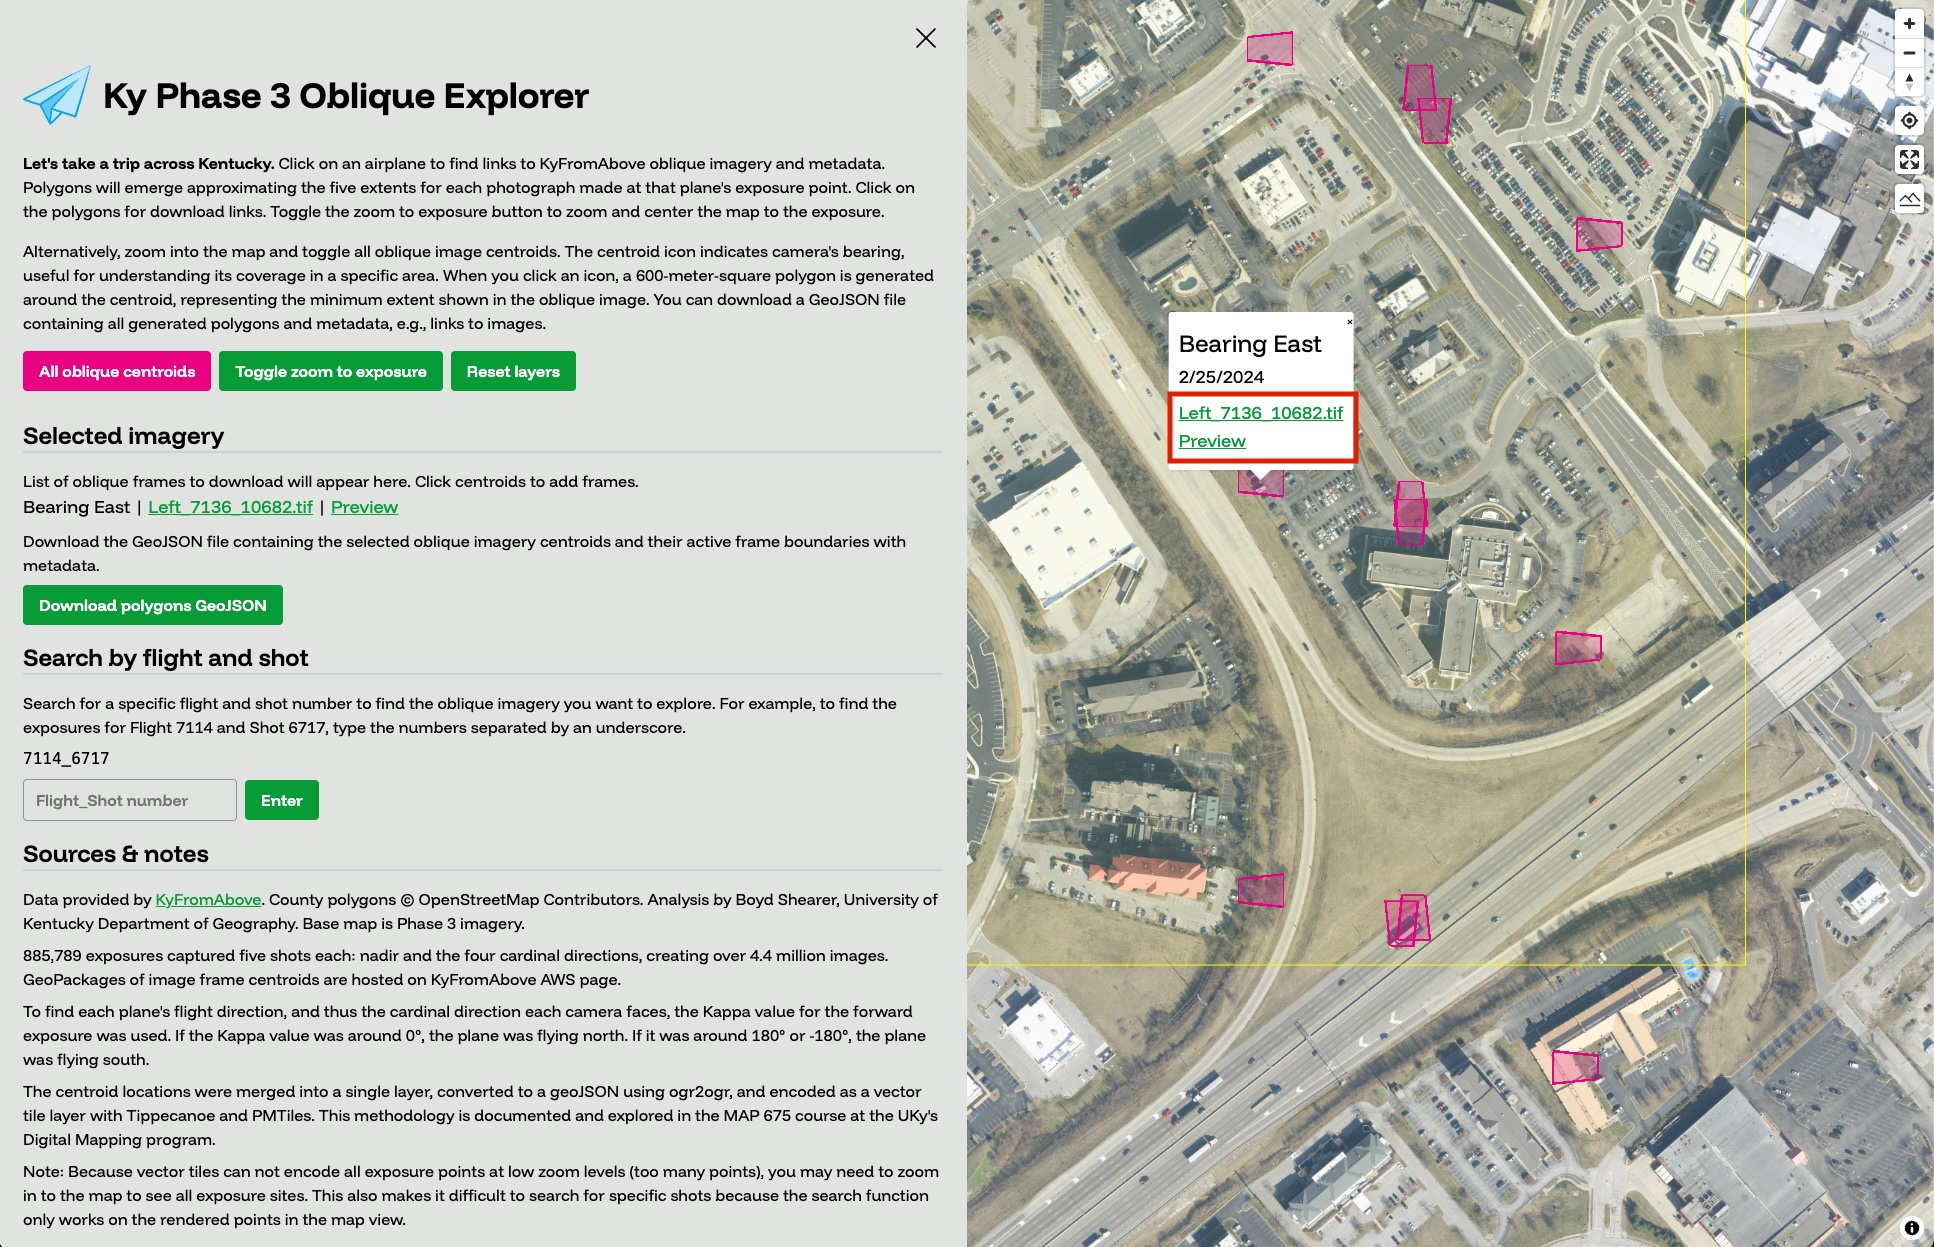 Ky Phase 3 Oblique Explorer
Let's take a trip across Kentucky. Click on an airplane to find links to KyFromAbove oblique imagery and metadata.
Polygons will emerge approximating the five extents for each photograph made at that plane's exposure point. Click on
the polygons for download links. Toggle the zoom to exposure button to zoom and center the map to the exposure.
Alternatively, zoom into the map and toggle all oblique image centroids. The centroid icon indicates camera's bearing,
useful for understanding its coverage in a specific area. When you click an icon, a 600-meter-square polygon is generated
around the centroid, representing the minimum extent shown in the oblique image. You can download a GeoJSON file
containing all generated polygons and metadata, e.g., links to images.
All oblique centroids
Toggle zoom to exposure
Reset layers
Selected imagery
List of oblique frames to download will appear here. Click centroids to add frames.
Bearing East | Left_7136_10682.tif | Preview
Download the GeoJSON file containing the selected oblique imagery centroids and their active frame boundaries with
metadata.
Download polygons GeoJSON
Search by flight and shot
Search for a specific flight and shot number to find the oblique imagery you want to explore. For example, to find the
exposures for Flight 7114 and Shot 6717, type the numbers separated by an underscore.
7114_6717
Flight_Shot number
Enter
Sources & notes
Data provided by KyFromAbove. County polygons © OpenStreetMap Contributors. Analysis by Boyd Shearer, University of
Kentucky Department of Geography. Base map is Phase 3 imagery.
885,789 exposures captured five shots each: nadir and the four cardinal directions, creating over 4.4 million images.
GeoPackages of image frame centroids are hosted on KyFromAbove AWS page.
To find each plane's flight direction, and thus the cardinal direction each camera faces, the Kappa value for the forward
exposure was used. If the Kappa value was around 0°, the plane was flying north. If it was around 180° or -180°, the plane
was flying south.
The centroid locations were merged into a single layer, converted to a geoJSON using ogr2ogr, and encoded as a vector
tile layer with Tippecanoe and PMTiles. This methodology is documented and explored in the MAP 675 course at the UKy's
Digital Mapping program.
Note: Because vector tiles can not encode all exposure points at low zoom levels (too many points), you may need to zoom
in to the map to see all exposure sites. This also makes it difficult to search for specific shots because the search function
only works on the rendered points in the map view.
Bearing East
2/25/2024
Left_7136_10682.tif
Preview